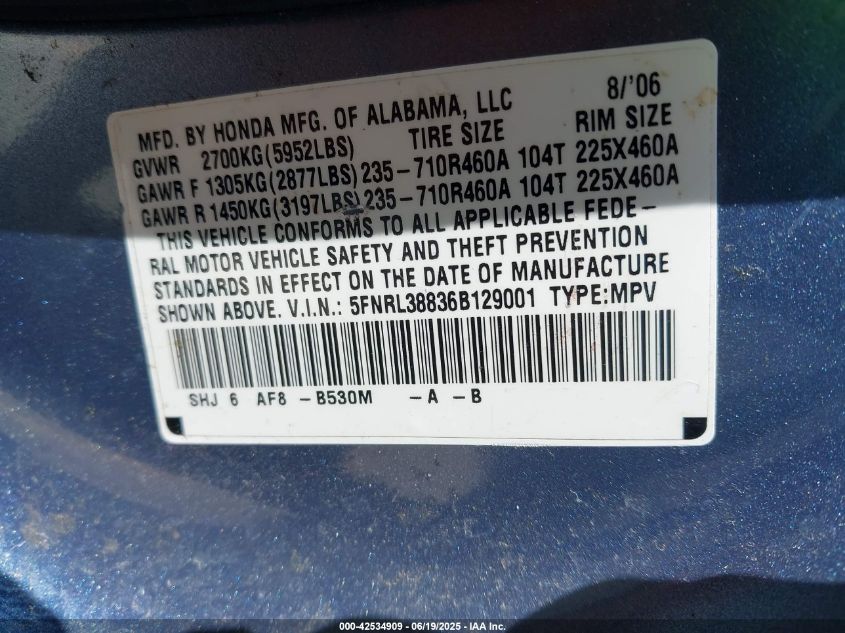 MFD. BY HONDA MFG. OF ALABAMA, LLC 8/'06
GVWR 2700KG(5952LBS) TIRE SIZE RIM SIZE
GAWR F 1305KG(2877LBS) 235-710R460A 104T 225X460A
GAWR R 1450KG(3197LBS) 235-710R460A 104T 225X460A
THIS VEHICLE CONFORMS TO ALL APPLICABLE FEDE-
RAL MOTOR VEHICLE SAFETY AND THEFT PREVENTION
STANDARDS IN EFFECT ON THE DATE OF MANUFACTURE
SHOWN ABOVE. V.I.N.: 5FNRL38836B129001 TYPE:MPV
SHJ 6 AF8 -B530M -A -B
000-42534909 - 06/19/2025 - IAA Inc.